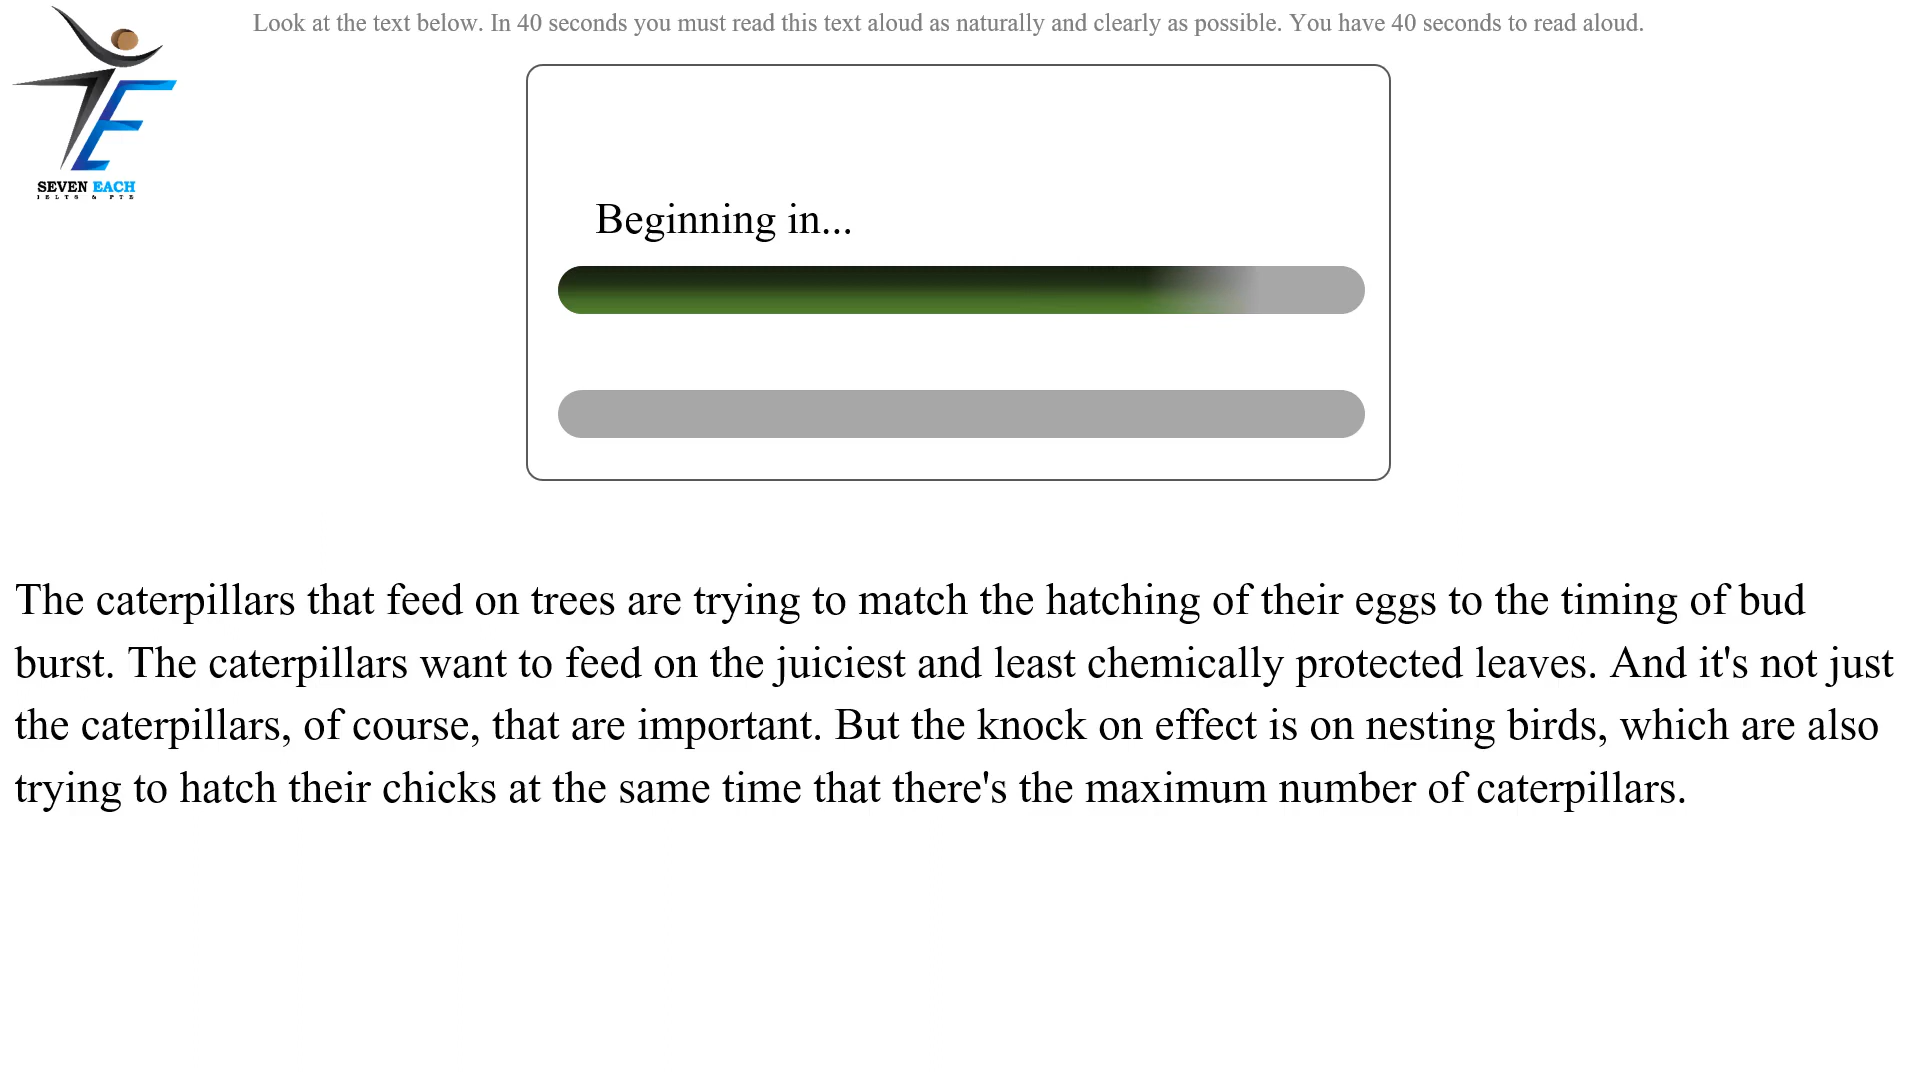 Look at the text below. In 40 seconds you must read this text aloud as naturally and clearly as possible. You have 40 seconds to read aloud.
SEVEN EACH
IELTS & PTE
Beginning in...
The caterpillars that feed on trees are trying to match the hatching of their eggs to the timing of bud
burst. The caterpillars want to feed on the juiciest and least chemically protected leaves. And it's not just
the caterpillars, of course, that are important. But the knock on effect is on nesting birds, which are also
trying to hatch their chicks at the same time that there's the maximum number of caterpillars.